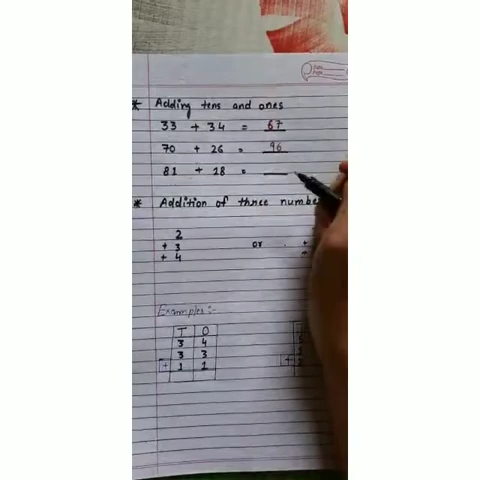 * Adding tens and ones
33 + 34 = 67
70 + 26 = 96
81 + 18 = ____
* Addition of three numbe
2
+ 3 or +
+ 4 +
Examples :-
T O
3 4
3 3
+ 1 1 +